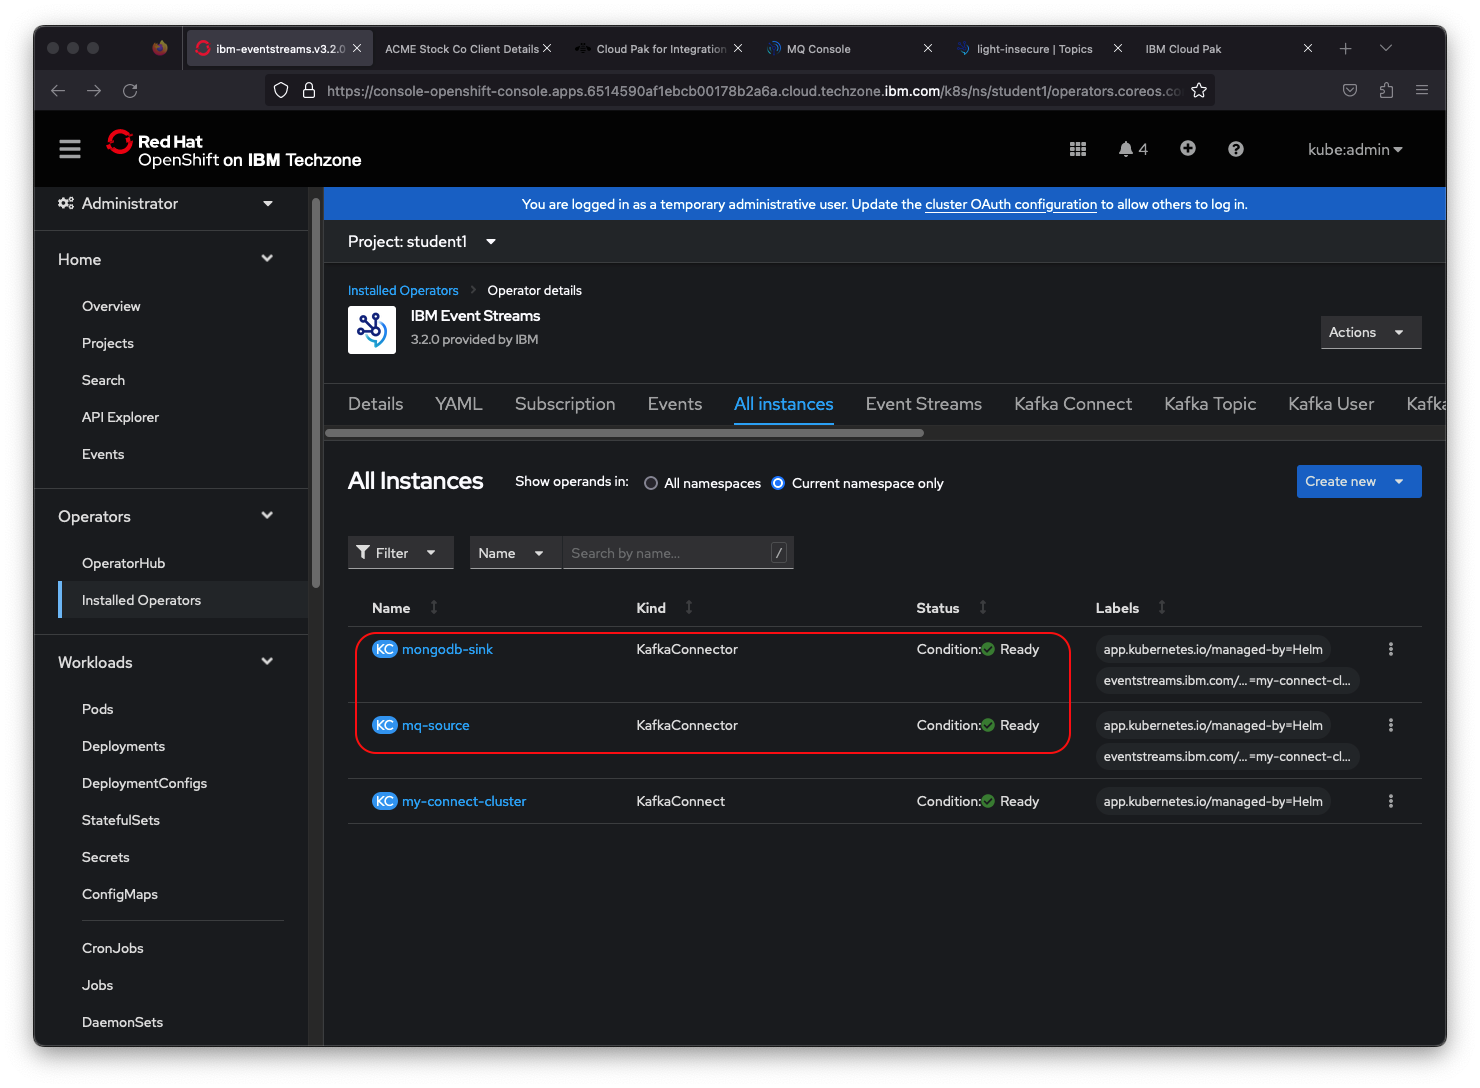 ibm-eventstreams.v3.2.0
ACME Stock Co Client Details
Cloud Pak for Integration
MQ Console
light-insecure | Topics
IBM Cloud Pak
https://console-openshift-console.apps.6514590af1ebcb00178b2a6a.cloud.techzone.ibm.com/k8s/ns/student1/operators.coreos.co
Red Hat
OpenShift on IBM Techzone
4
kube:admin
Administrator
Home
Overview
Projects
Search
API Explorer
Events
Operators
OperatorHub
Installed Operators
Workloads
Pods
Deployments
DeploymentConfigs
StatefulSets
Secrets
ConfigMaps
CronJobs
Jobs
DaemonSets
You are logged in as a temporary administrative user. Update the cluster OAuth configuration to allow others to log in.
Project: student1
Installed Operators Operator details
IBM Event Streams
3.2.0 provided by IBM
Actions
Details YAML Subscription Events All instances Event Streams Kafka Connect Kafka Topic Kafka User Kafka
All Instances
Show operands in: All namespaces Current namespace only
Create new
Filter Name Search by name... /
Name Kind Status Labels
KC mongodb-sink KafkaConnector Condition: Ready app.kubernetes.io/managed-by=Helm
eventstreams.ibm.com/... =my-connect-cl...
KC mq-source KafkaConnector Condition: Ready app.kubernetes.io/managed-by=Helm
eventstreams.ibm.com/... =my-connect-cl...
KC my-connect-cluster KafkaConnect Condition: Ready app.kubernetes.io/managed-by=Helm